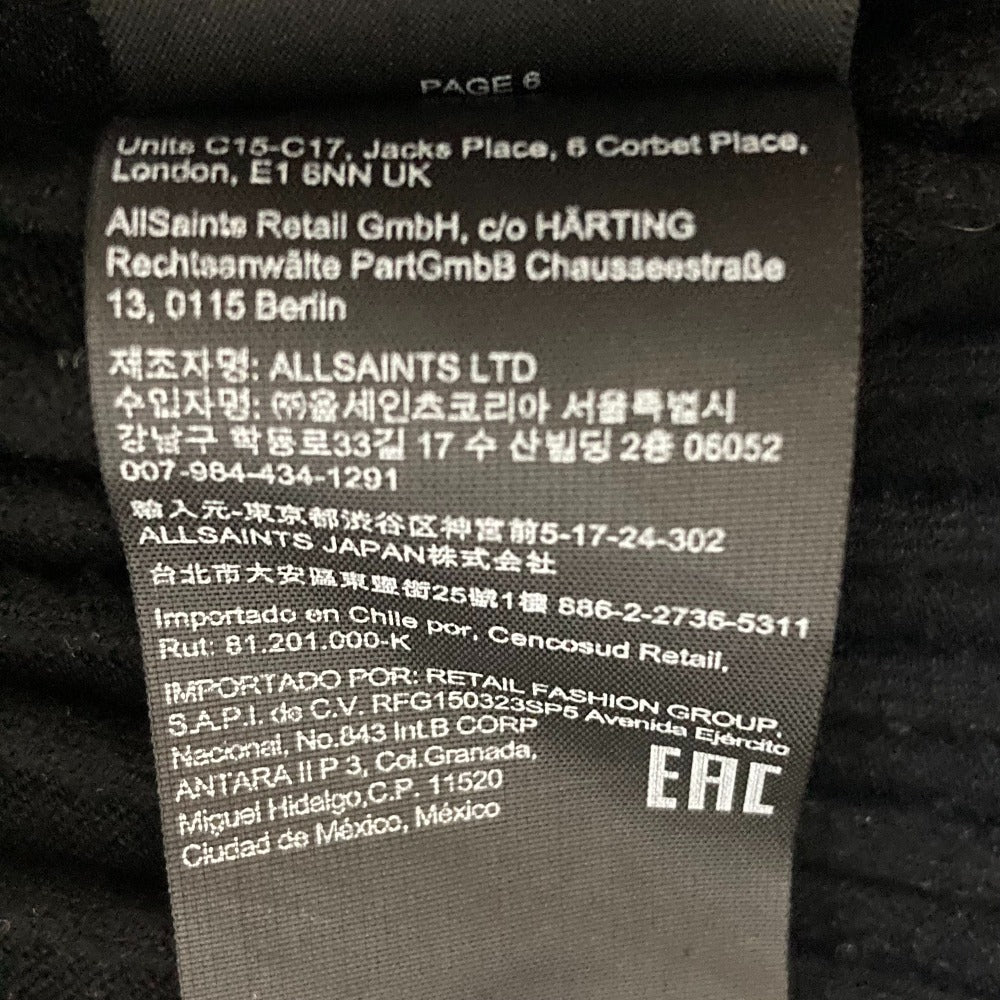 PAGE 6
Units C15-C17, Jacks Place, 6 Corbet Place,
London, E1 6NN UK
AllSaints Retail GmbH, c/o HÄRTING
Rechtsanwälte PartGmbB Chausseestraße
13, 0115 Berlin
제조자명: ALLSAINTS LTD
수입자명: ㈜올세인츠코리아 서울특별시
강남구 학동로33길 17 수 산빌딩 2층 06052
007-984-434-1291
輸入元-東京都渋谷区神宮前5-17-24-302
ALLSAINTS JAPAN株式会社
台北市大安區東豐街25號1樓 886-2-2736-5311
Importado en Chile por, Cencosud Retail,
Rut: 81.201.000-K
IMPORTADO POR: RETAIL FASHION GROUP,
S.A.P.I. de C.V. RFG150323SP5 Avenida Ejército
Nacional, No.843 Int.B CORP
ANTARA II P 3, Col.Granada,
Miguel Hidalgo,C.P. 11520
Ciudad de México, México
EAC